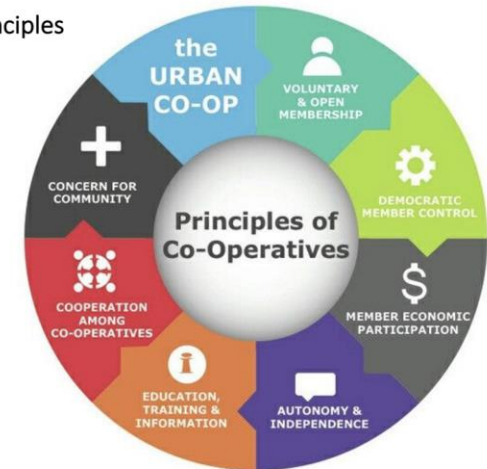 nciples
the
URBAN
CO-OP
VOLUNTARY
& OPEN
MEMBERSHIP
DEMOCRATIC
MEMBER CONTROL
$
MEMBER ECONOMIC
PARTICIPATION
AUTONOMY &
INDEPENDENCE
i
EDUCATION,
TRAINING &
INFORMATION
COOPERATION
AMONG
CO-OPERATIVES
CONCERN FOR
COMMUNITY
Principles of
Co-Operatives